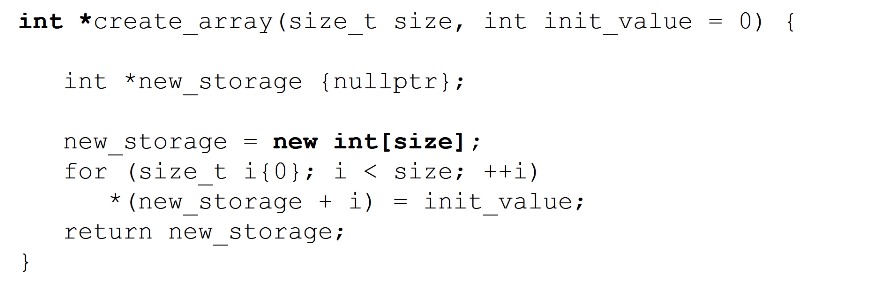 int *create_array(size_t size, int init_value = 0) {
int *new_storage {nullptr};
new_storage = new int[size];
for (size_t i{0}; i < size; ++i)
*(new_storage + i) = init_value;
return new_storage;
}